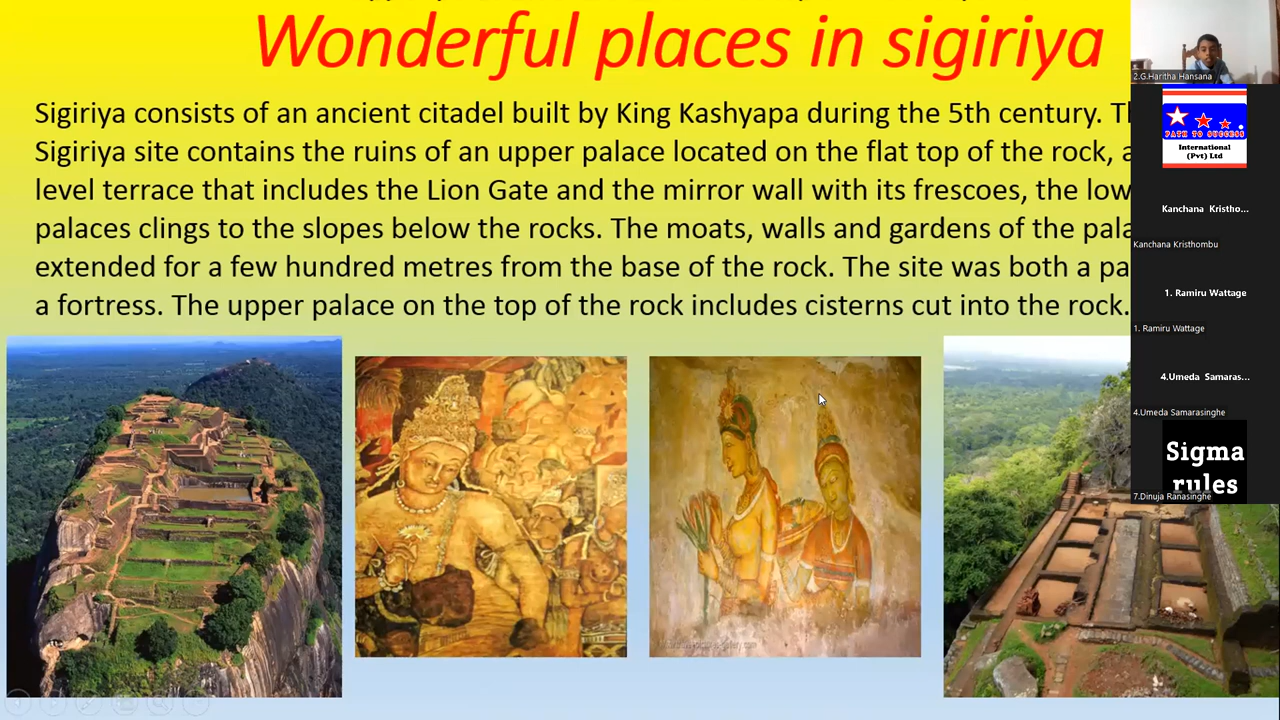 Wonderful places in sigiriya
Sigiriya consists of an ancient citadel built by King Kashyapa during the 5th century.
Sigiriya site contains the ruins of an upper palace located on the flat top of the rock,
level terrace that includes the Lion Gate and the mirror wall with its frescoes, the
palaces clings to the slopes below the rocks. The moats, walls and gardens of the
extended for a few hundred metres from the base of the rock. The site was both a
a fortress. The upper palace on the top of the rock includes cisterns cut into the rock.
2.G.Haritha Hansana
PATH TO SUCCESS
International
(Pvt) Ltd
Kanchana Kristho...
Kanchana Kristhombu
1. Ramiru Wattage
1. Ramiru Wattage
4.Umeda Samaras...
4.Umeda Samarasinghe
Sigma
rules
7.Dinuja Ranasinghe